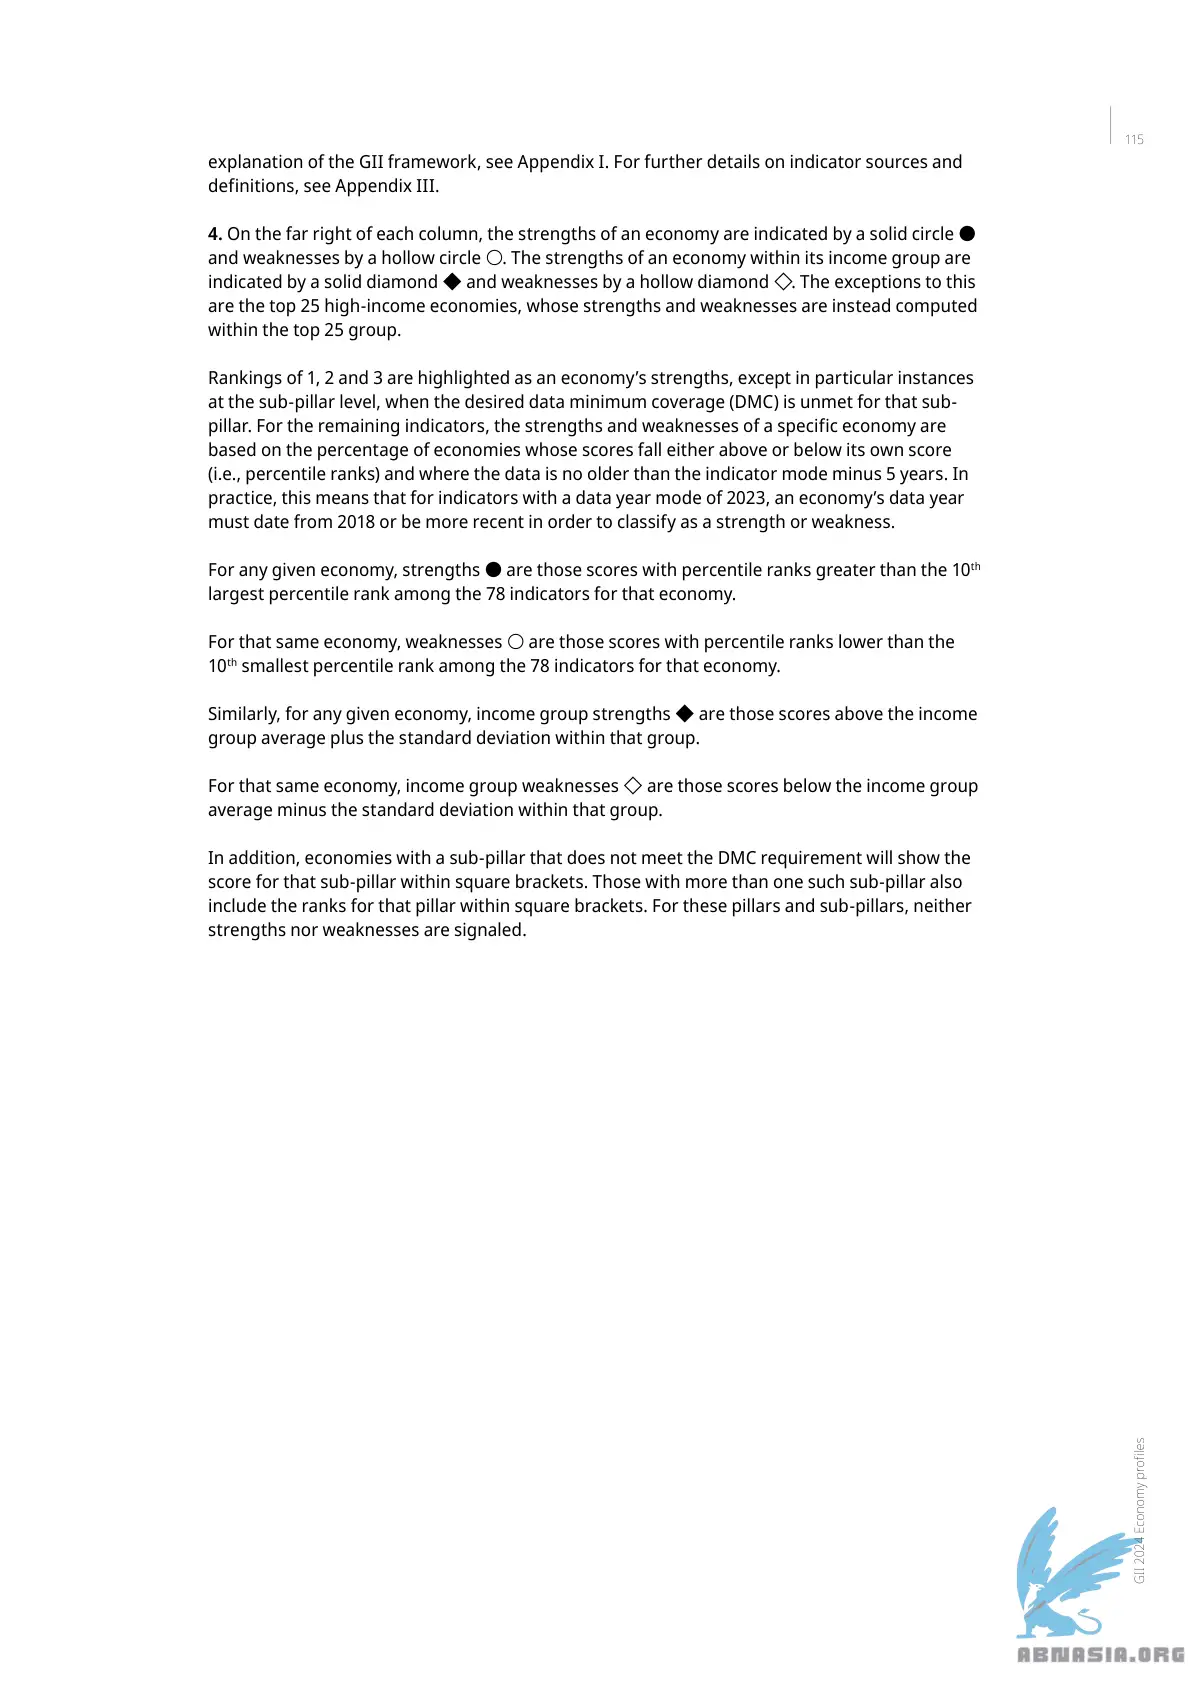 115
explanation of the GII framework, see Appendix I. For further details on indicator sources and
definitions, see Appendix III.
4. On the far right of each column, the strengths of an economy are indicated by a solid circle ●
and weaknesses by a hollow circle ○. The strengths of an economy within its income group are
indicated by a solid diamond ◆ and weaknesses by a hollow diamond ◇. The exceptions to this
are the top 25 high-income economies, whose strengths and weaknesses are instead computed
within the top 25 group.
Rankings of 1, 2 and 3 are highlighted as an economy’s strengths, except in particular instances
at the sub-pillar level, when the desired data minimum coverage (DMC) is unmet for that sub-
pillar. For the remaining indicators, the strengths and weaknesses of a specific economy are
based on the percentage of economies whose scores fall either above or below its own score
(i.e., percentile ranks) and where the data is no older than the indicator mode minus 5 years. In
practice, this means that for indicators with a data year mode of 2023, an economy’s data year
must date from 2018 or be more recent in order to classify as a strength or weakness.
For any given economy, strengths ● are those scores with percentile ranks greater than the 10th
largest percentile rank among the 78 indicators for that economy.
For that same economy, weaknesses ○ are those scores with percentile ranks lower than the
10th smallest percentile rank among the 78 indicators for that economy.
Similarly, for any given economy, income group strengths ◆ are those scores above the income
group average plus the standard deviation within that group.
For that same economy, income group weaknesses ◇ are those scores below the income group
average minus the standard deviation within that group.
In addition, economies with a sub-pillar that does not meet the DMC requirement will show the
score for that sub-pillar within square brackets. Those with more than one such sub-pillar also
include the ranks for that pillar within square brackets. For these pillars and sub-pillars, neither
strengths nor weaknesses are signaled.
GII 2024 Economy profiles
ABNASIA.ORG